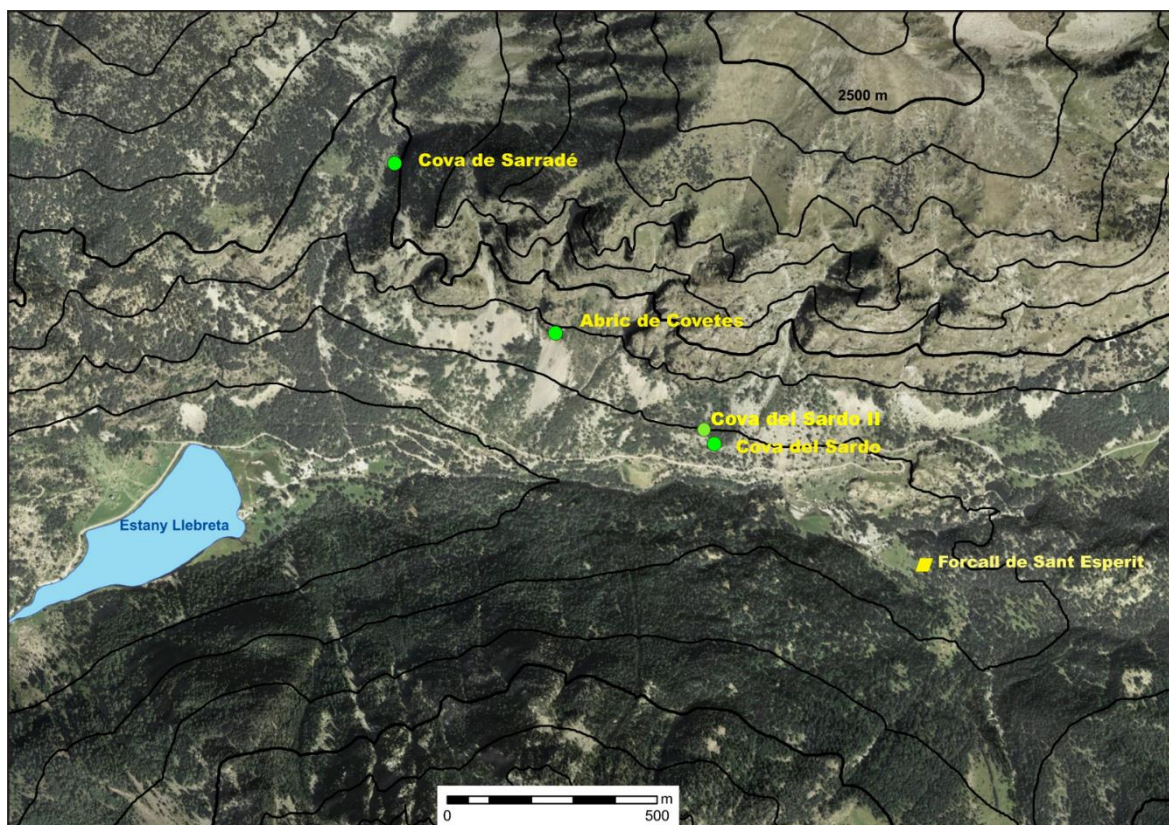 2500 m
Cova de Sarradé
Abric de Covetes
Cova del Sardo II
Cova del Sardo
Estany Llebreta
Forcall de Sant Esperit
m
0
500